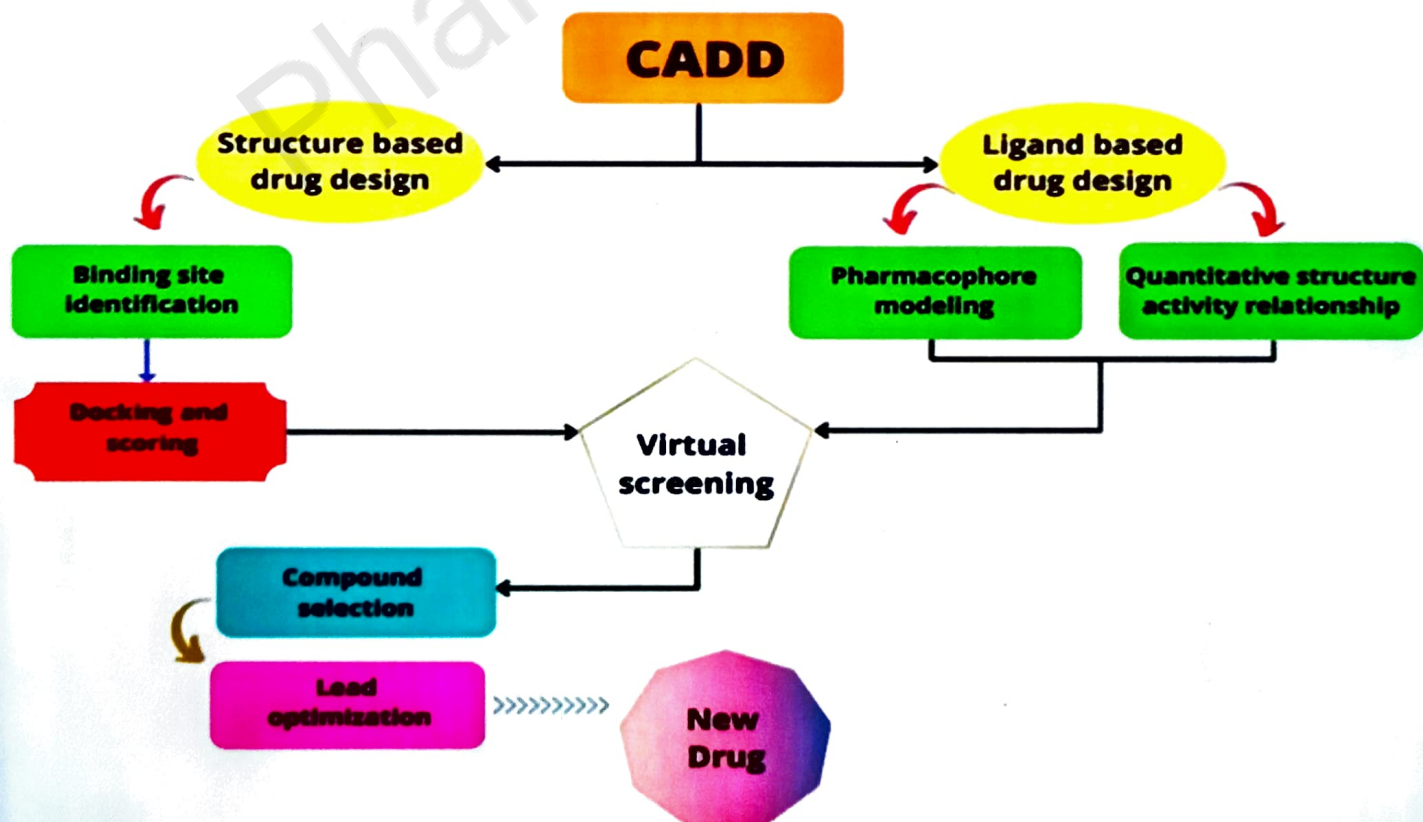 CADD
Structure based
drug design
Ligand based
drug design
Binding site
identification
Pharmacophore
modeling
Quantitative structure
activity relationship
Docking and
scoring
Virtual
screening
Compound
selection
Lead
optimization
New
Drug